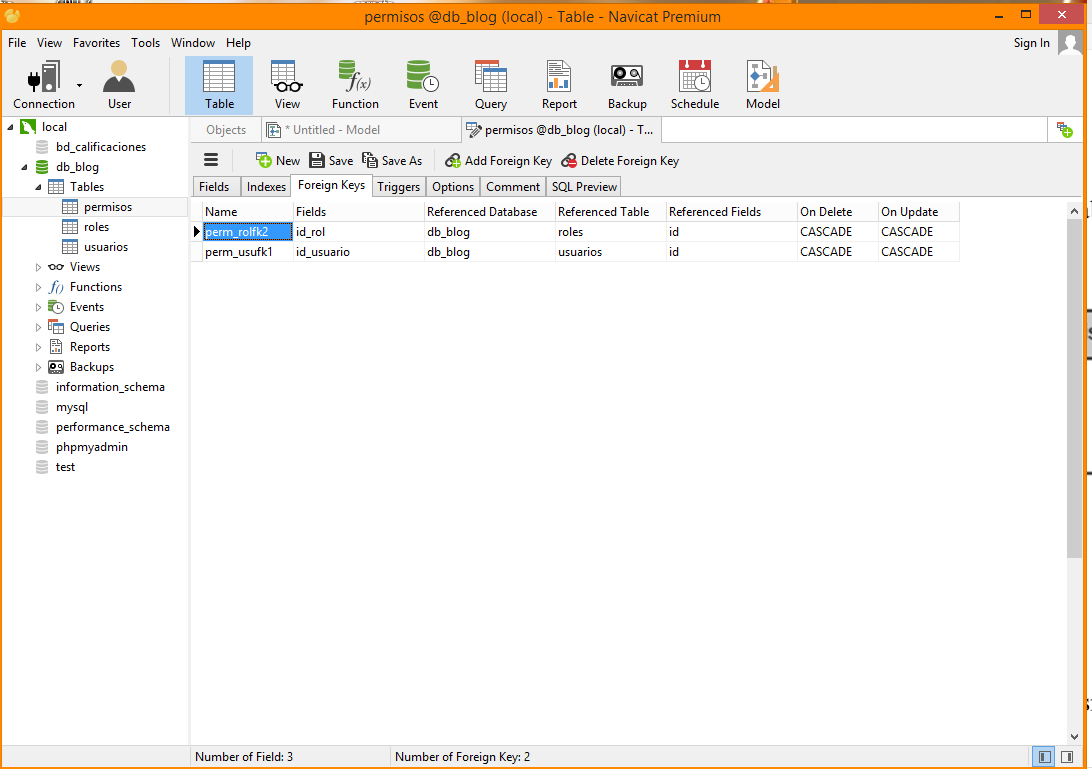 permisos @db_blog (local) - Table - Navicat Premium
File View Favorites Tools Window Help Sign In
Connection User Table View Function Event Query Report Backup Schedule Model
local
bd_calificaciones
db_blog
Tables
permisos
roles
usuarios
Views
Functions
Events
Queries
Reports
Backups
information_schema
mysql
performance_schema
phpmyadmin
test
Objects * Untitled - Model permisos @db_blog (local) - T...
New Save Save As Add Foreign Key Delete Foreign Key
Fields Indexes Foreign Keys Triggers Options Comment SQL Preview
Name Fields Referenced Database Referenced Table Referenced Fields On Delete On Update
perm_rolfk2 id_rol db_blog roles id CASCADE CASCADE
perm_usufk1 id_usuario db_blog usuarios id CASCADE CASCADE
Number of Field: 3 Number of Foreign Key: 2